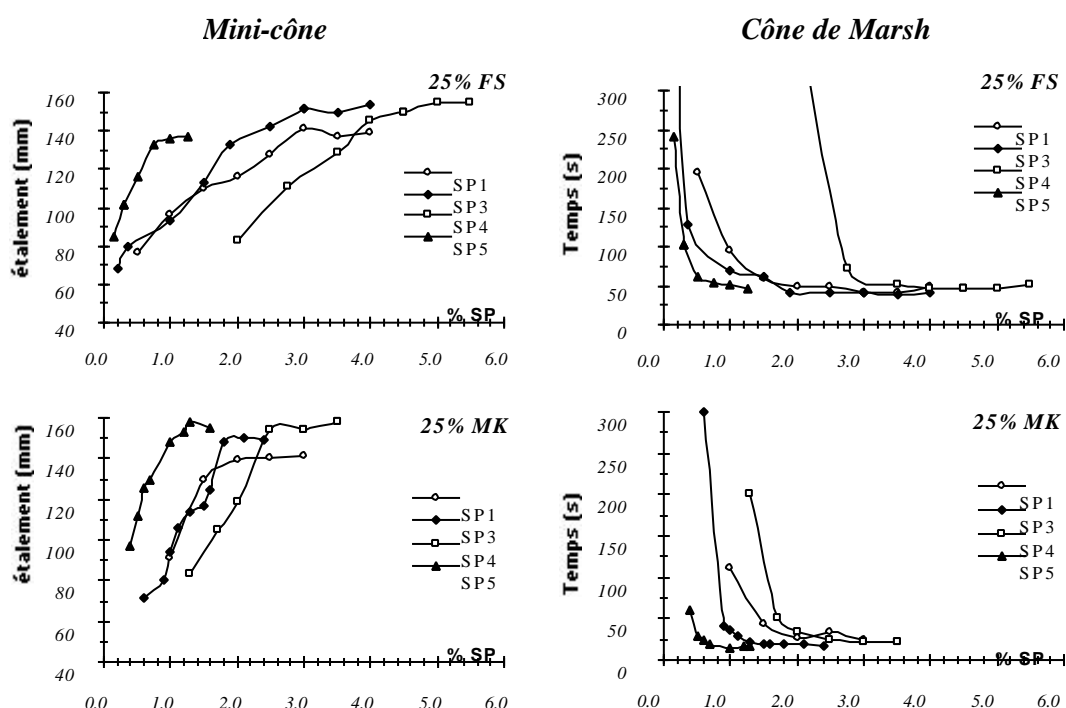 Mini-cône
Cône de Marsh
25% FS
étalement (mm)
160
140
120
100
80
60
40
SP1
SP3
SP4
SP5
% SP
0.0 1.0 2.0 3.0 4.0 5.0 6.0
25% FS
Temps (s)
300
250
200
150
100
50
0
SP1
SP3
SP4
SP5
% SP
0.0 1.0 2.0 3.0 4.0 5.0 6.0
25% MK
étalement (mm)
160
140
120
100
80
60
40
SP1
SP3
SP4
SP5
% SP
0.0 1.0 2.0 3.0 4.0 5.0 6.0
25% MK
Temps (s)
300
250
200
150
100
50
0
SP1
SP3
SP4
SP5
% SP
0.0 1.0 2.0 3.0 4.0 5.0 6.0